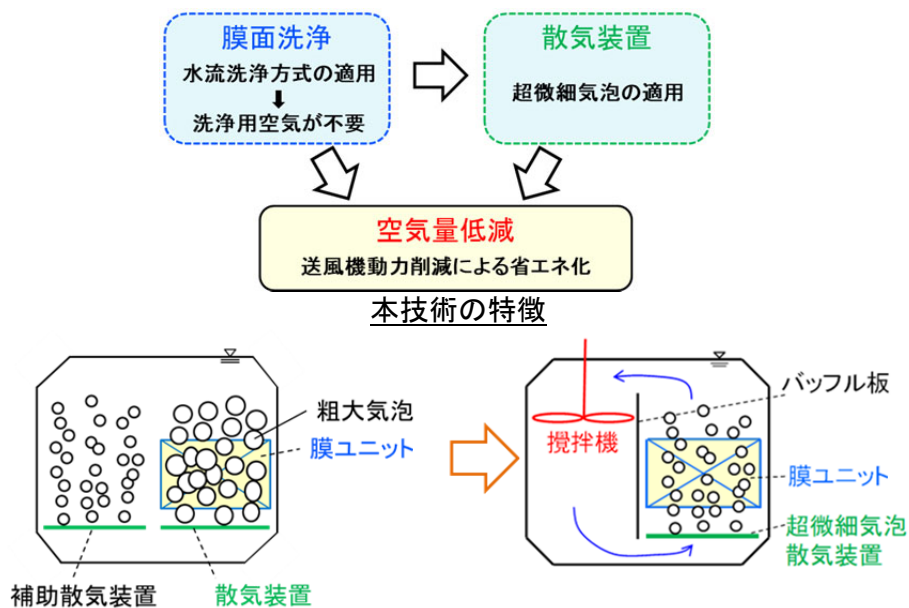 膜面洗浄
水流洗浄方式の適用
洗浄用空気が不要
散気装置
超微細気泡の適用
空気量低減
送風機動力削減による省エネ化
本技術の特徴
粗大気泡
膜ユニット
補助散気装置
散気装置
バッフル板
攪拌機
膜ユニット
超微細気泡
散気装置